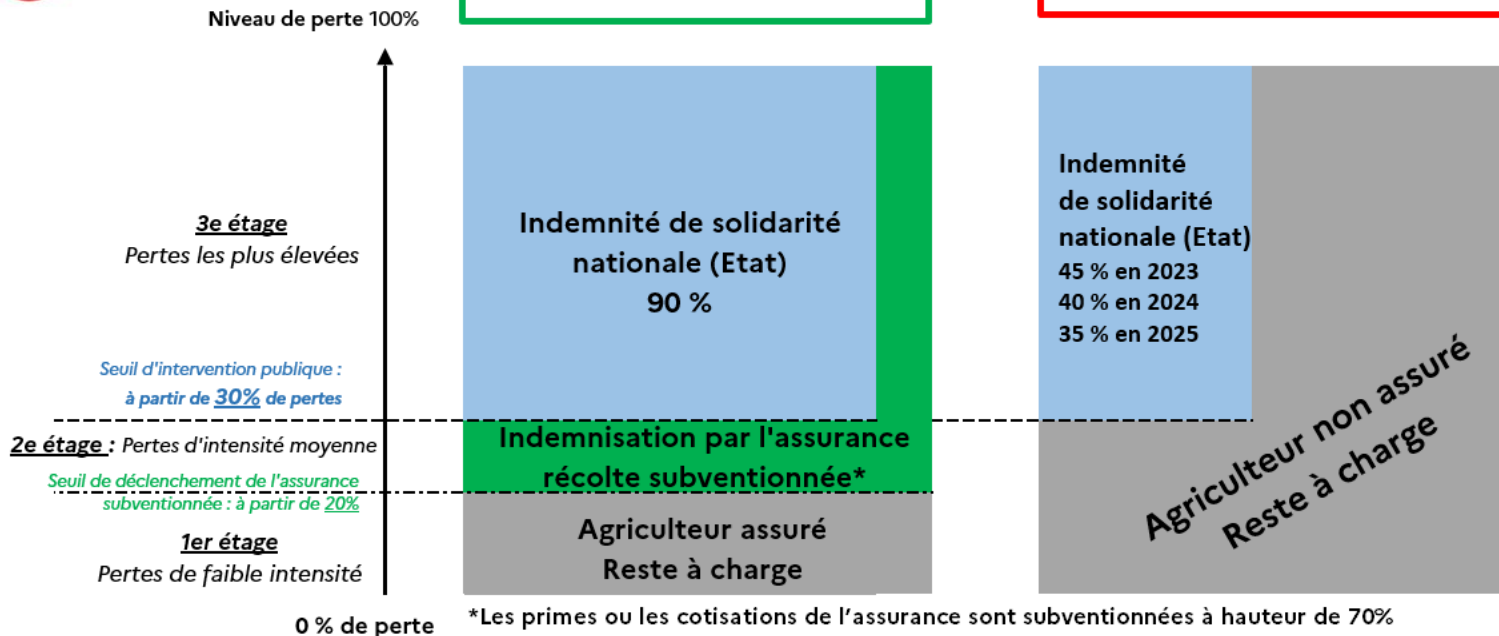 Niveau de perte 100%
3e étage
Pertes les plus élevées
Seuil d'intervention publique :
à partir de 30% de pertes
2e étage : Pertes d'intensité moyenne
Seuil de déclenchement de l'assurance
subventionnée : à partir de 20%
1er étage
Pertes de faible intensité
0 % de perte
Indemnité de solidarité
nationale (Etat)
90 %
Indemnisation par l'assurance
récolte subventionnée*
Agriculteur assuré
Reste à charge
Indemnité
de solidarité
nationale (Etat)
45 % en 2023
40 % en 2024
35 % en 2025
Agriculteur non assuré
Reste à charge
*Les primes ou les cotisations de l’assurance sont subventionnées à hauteur de 70%